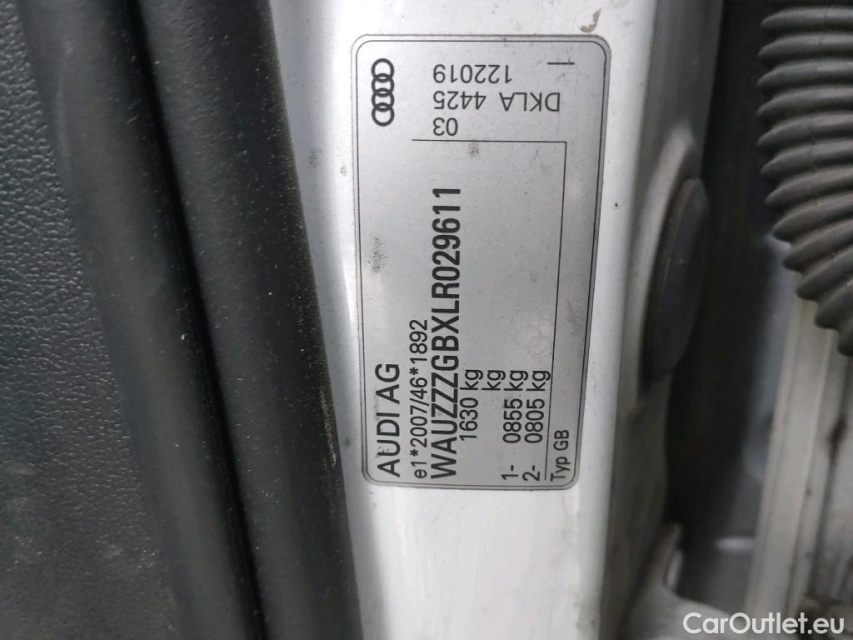 AUDI AG
e1*2007/46*1892
WAUZZZGBXLR029611
1630 kg
kg
1- 0855 kg
2- 0805 kg
Typ GB
03
DKLA 4425
122019
CarOutlet.eu